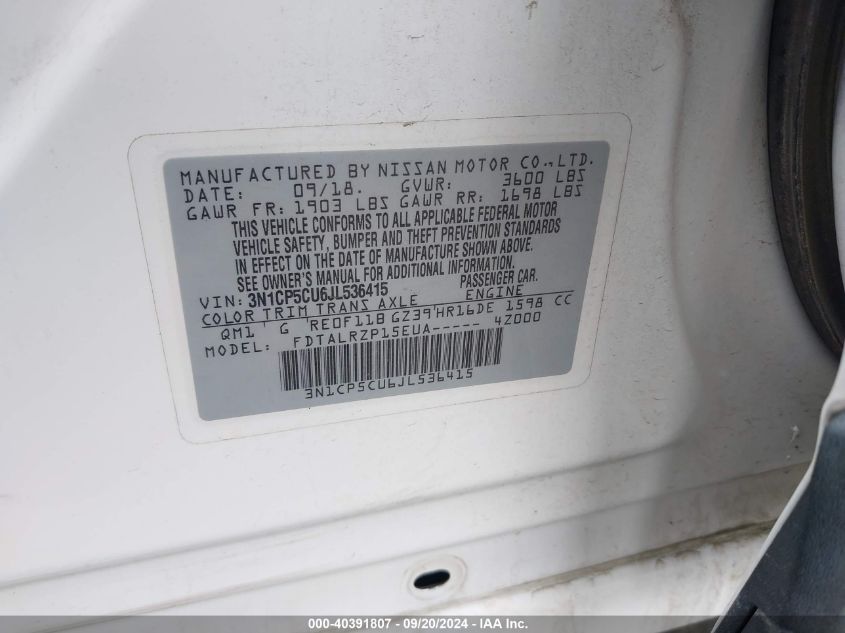 MANUFACTURED BY NISSAN MOTOR CO.,LTD.
DATE: 09/18. GVWR: 3600 LBS
GAWR FR: 1903 LBS GAWR RR: 1698 LBS
THIS VEHICLE CONFORMS TO ALL APPLICABLE FEDERAL MOTOR
VEHICLE SAFETY, BUMPER AND THEFT PREVENTION STANDARDS
IN EFFECT ON THE DATE OF MANUFACTURE SHOWN ABOVE.
SEE OWNER'S MANUAL FOR ADDITIONAL INFORMATION.
VIN: 3N1CP5CU6JL536415 PASSENGER CAR.
COLOR TRIM TRANS AXLE ENGINE
QM1 G RE0F11B GZ39 HR16DE 1598 CC
MODEL: FDTALRZP15EUA----- 4Z000
3N1CP5CU6JL536415
000-40391807 - 09/20/2024 - IAA Inc.